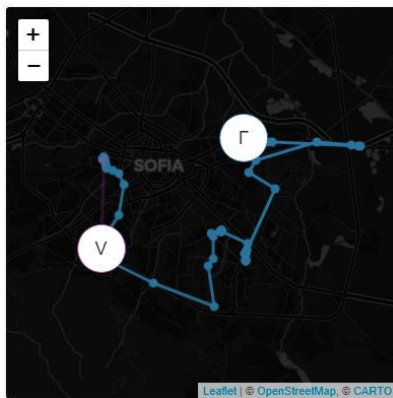 +
−
Γ
SOFIA
V
Leaflet | © OpenStreetMap, © CARTO